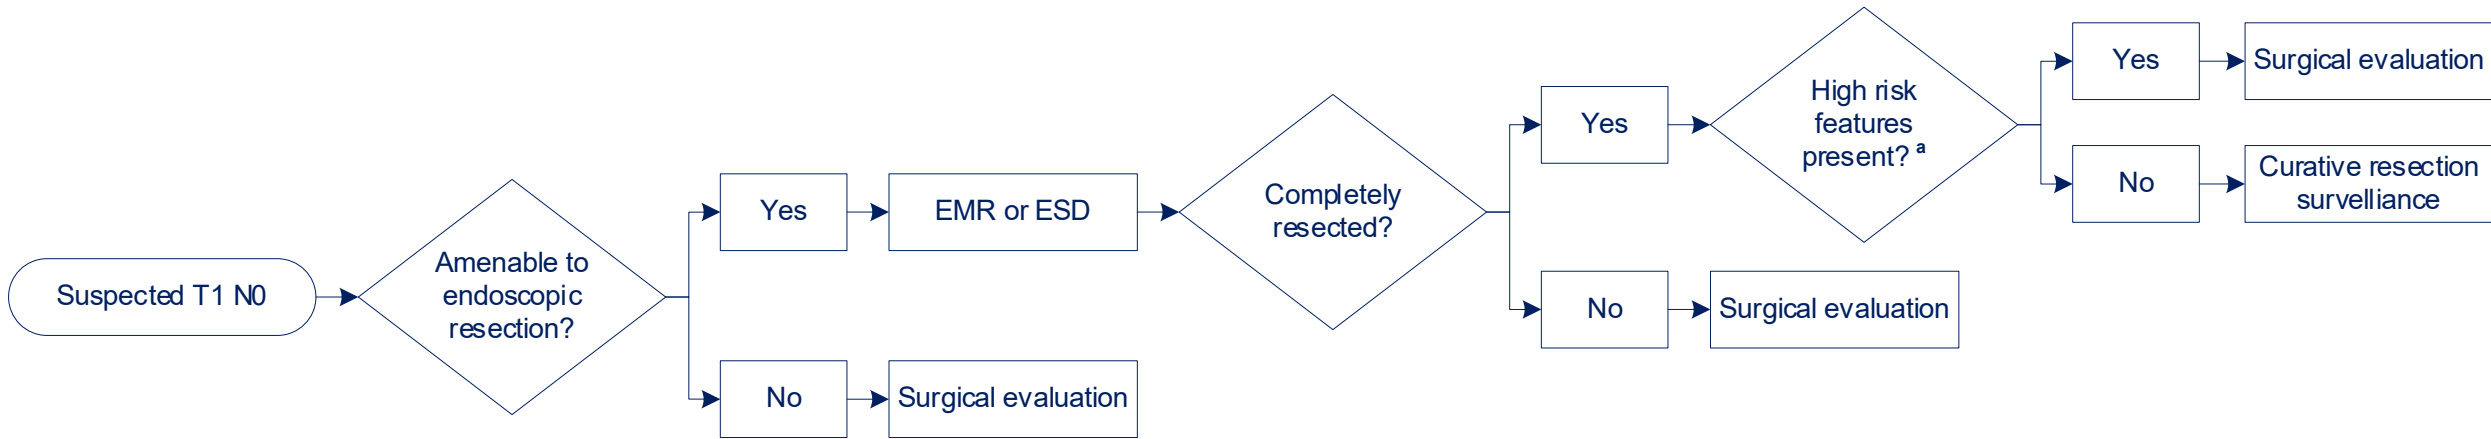 Suspected T1 N0
Amenable to
endoscopic
resection?
Yes
EMR or ESD
No
Surgical evaluation
Completely
resected?
Yes
No
Surgical evaluation
High risk
features
present? a
Yes
Surgical evaluation
No
Curative resection
survelliance